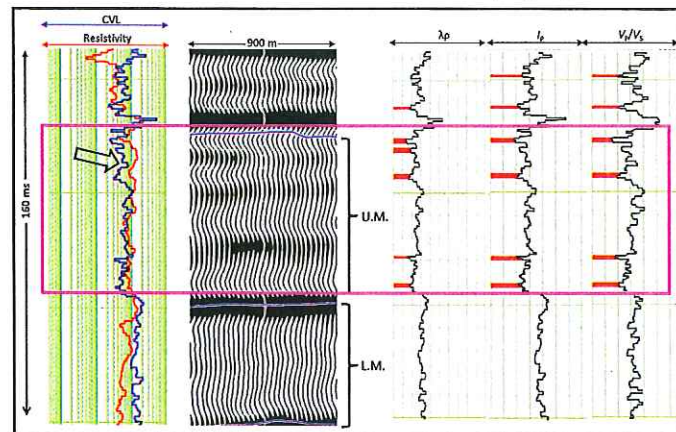 CVL
Resistivity
900 m
λρ
Iρ
Vp/Vs
160 ms
U.M.
L.M.